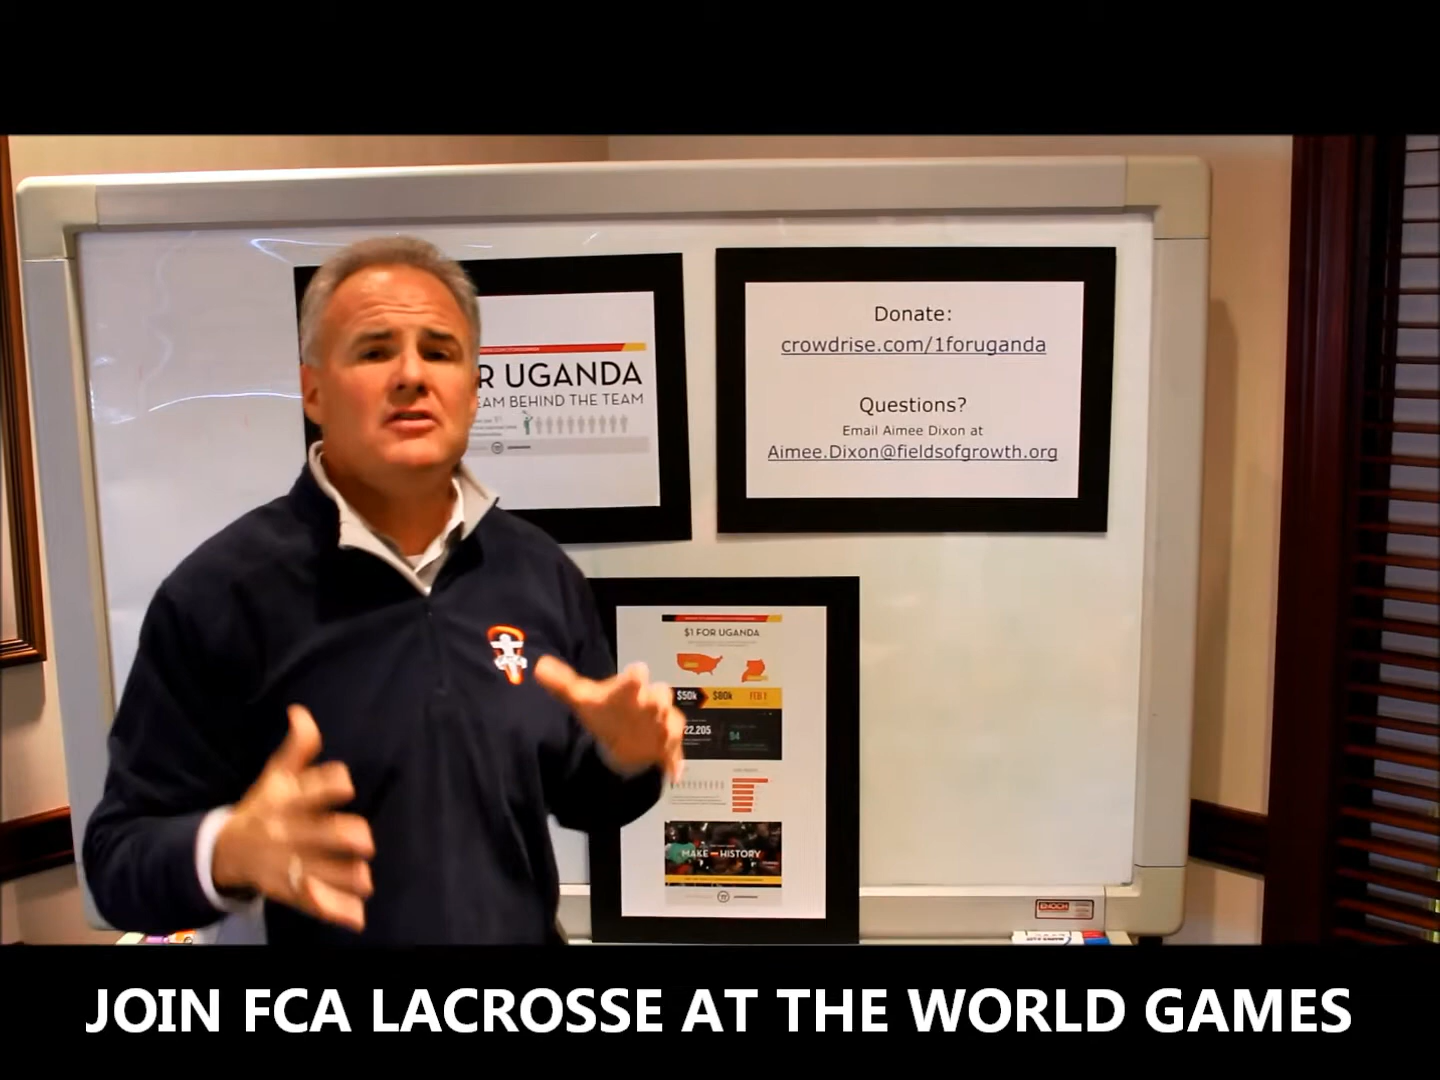 R UGANDA
EAM BEHIND THE TEAM
Donate:
crowdrise.com/1foruganda
Questions?
Email Aimee Dixon at
Aimee.Dixon@fieldsofgrowth.org
$1 FOR UGANDA
$50k $80k FEB 1
22,205
94
MAKE HISTORY
JOIN FCA LACROSSE AT THE WORLD GAMES